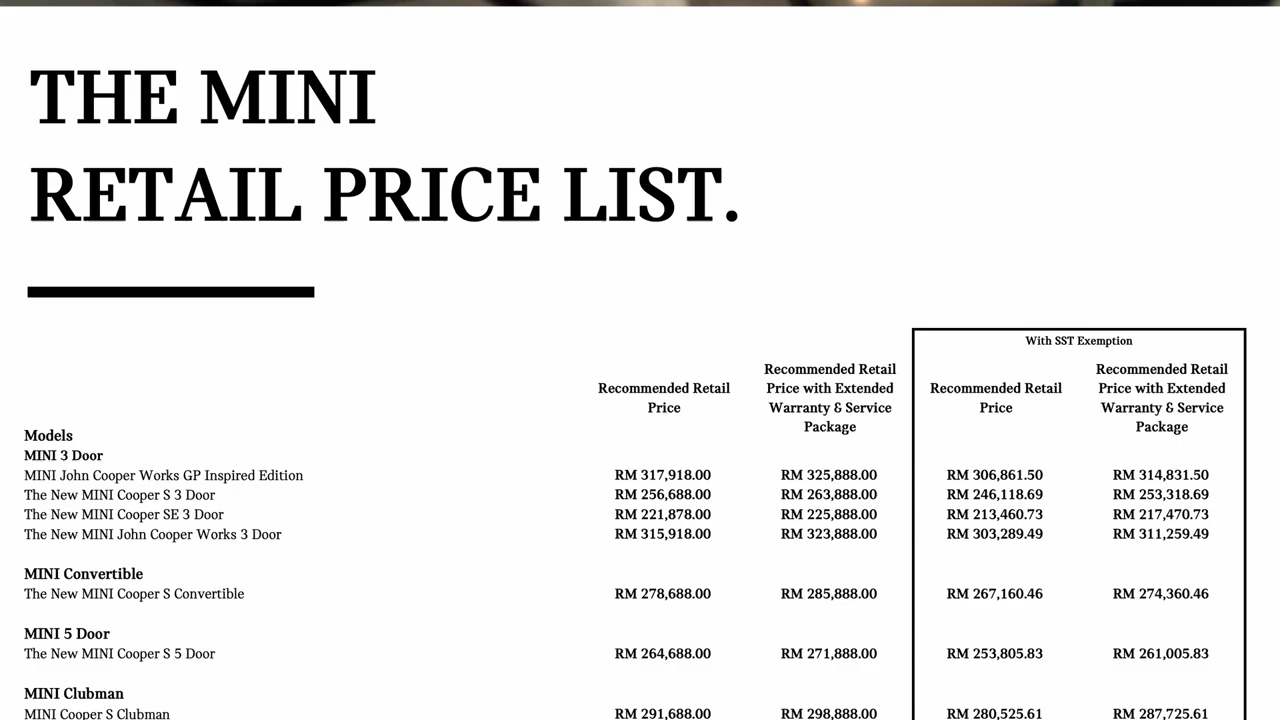 THE MINI
RETAIL PRICE LIST.
With SST Exemption
Models
Recommended Retail Price
Recommended Retail Price with Extended Warranty & Service Package
Recommended Retail Price
Recommended Retail Price with Extended Warranty & Service Package
MINI 3 Door
MINI John Cooper Works GP Inspired Edition RM 317,918.00 RM 325,888.00 RM 306,861.50 RM 314,831.50
The New MINI Cooper S 3 Door RM 256,688.00 RM 263,888.00 RM 246,118.69 RM 253,318.69
The New MINI Cooper SE 3 Door RM 221,878.00 RM 225,888.00 RM 213,460.73 RM 217,470.73
The New MINI John Cooper Works 3 Door RM 315,918.00 RM 323,888.00 RM 303,289.49 RM 311,259.49
MINI Convertible
The New MINI Cooper S Convertible RM 278,688.00 RM 285,888.00 RM 267,160.46 RM 274,360.46
MINI 5 Door
The New MINI Cooper S 5 Door RM 264,688.00 RM 271,888.00 RM 253,805.83 RM 261,005.83
MINI Clubman
MINI Cooper S Clubman RM 291,688.00 RM 298,888.00 RM 280,525.61 RM 287,725.61